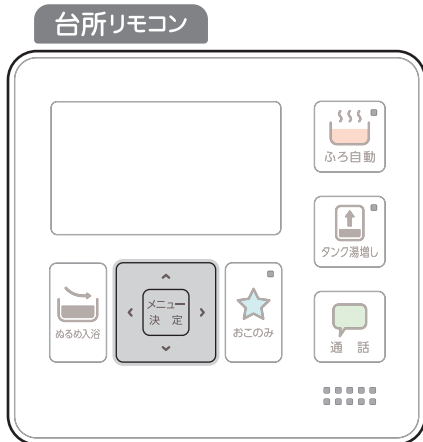 台所リモコン
ふろ自動
タンク湯増し
ぬるめ入浴
メニュー
決 定
おこのみ
通 話